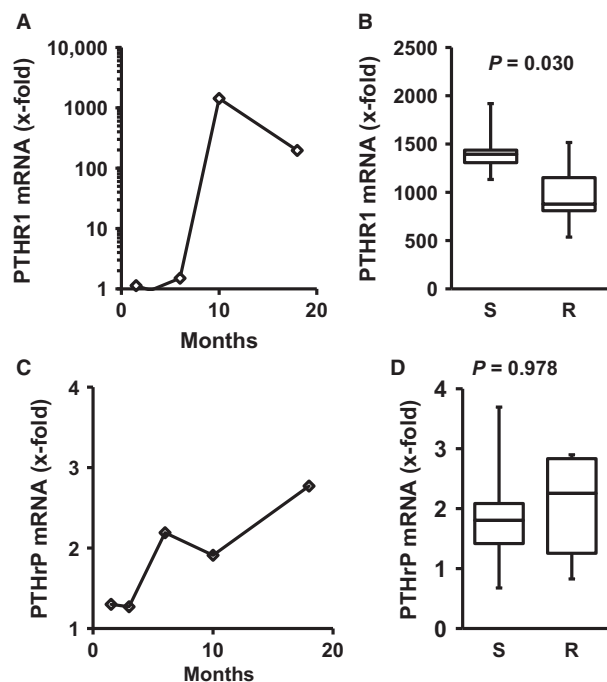 A
PTHR1 mRNA (x-fold)
10,000
1000
100
10
1
0
10
20
Months
B
PTHR1 mRNA (x-fold)
P = 0.030
2500
2000
1500
1000
500
0
S R
C
PTHrP mRNA (x-fold)
4
3
2
1
0
10
20
Months
D
P = 0.978
PTHrP mRNA (x-fold)
4
3
2
1
0
S R